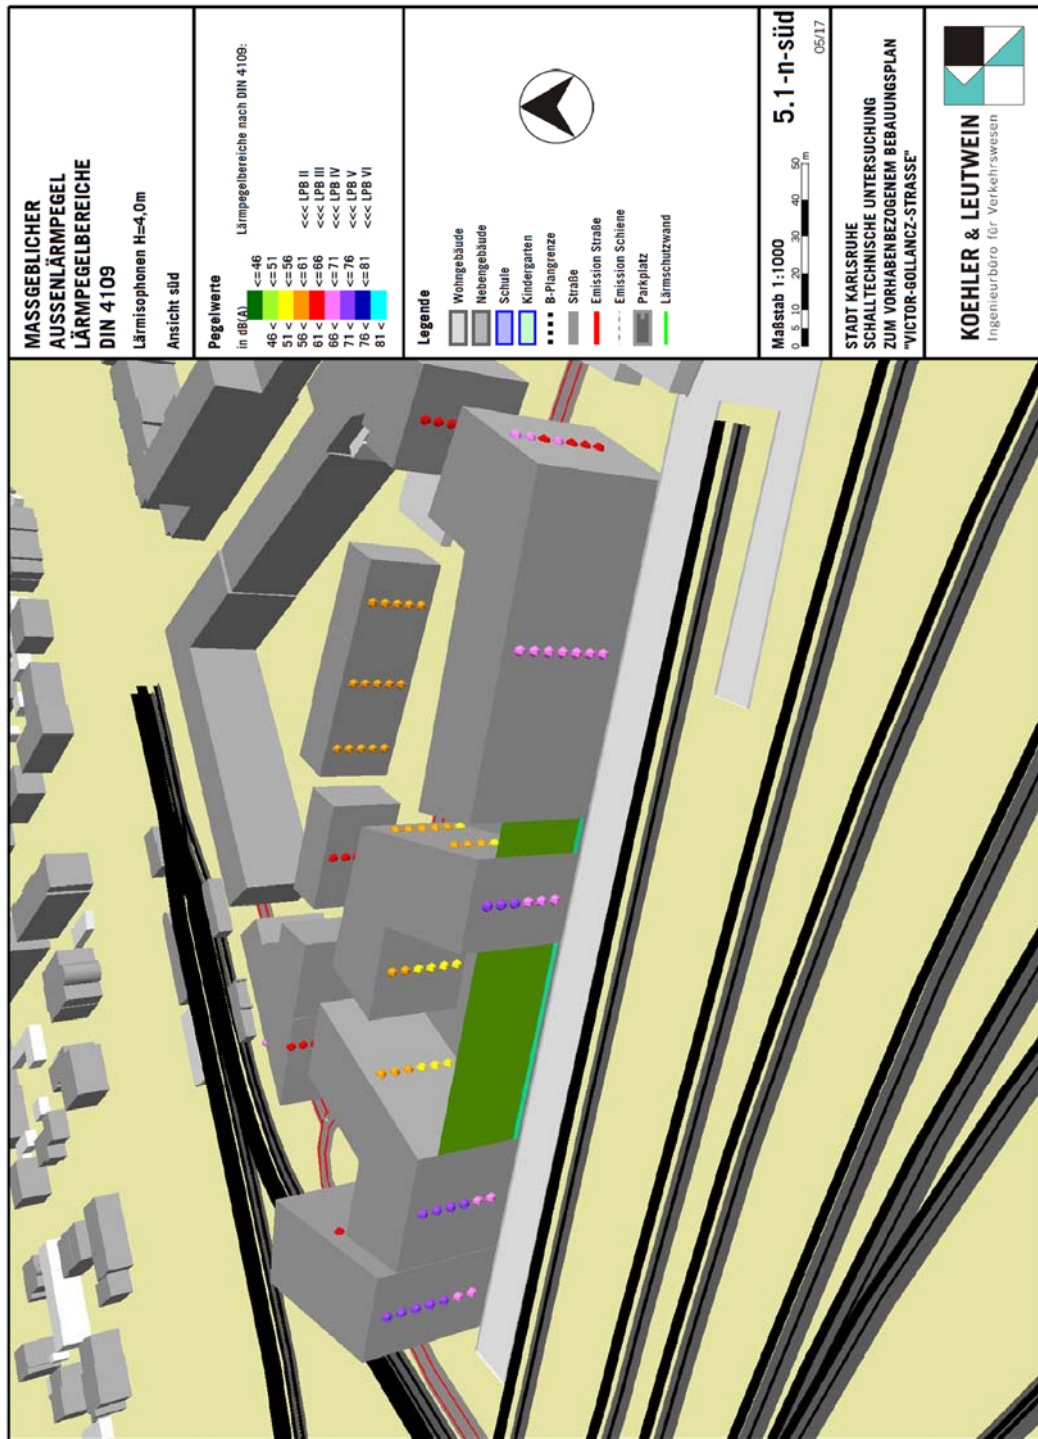 MASSGEBLICHER
AUSSENLÄRMPEGEL
LÄRMPEGELBEREICHE
DIN 4109
Lärmisophonen H=4,0m
Ansicht süd
Pegelwerte
in dB(A)
Lärmpegelbereiche nach DIN 4109:
<=46
46 < <=51
51 < <=56
56 < <=61 <<< LPB II
61 < <=66 <<< LPB III
66 < <=71 <<< LPB IV
71 < <=76 <<< LPB V
76 < <=81 <<< LPB VI
81 <
Legende
Wohngebäude
Nebengebäude
Schule
Kindergarten
B-Plangrenze
Straße
Emission Straße
Emission Schiene
Parkplatz
Lärmschutzwand
Maßstab 1:1000
0 5 10 20 30 40 50
m
5.1-n-süd
05/17
STADT KARLSRUHE
SCHALLTECHNISCHE UNTERSUCHUNG
ZUM VORHABENBEZOGENEM BEBAUUNGSPLAN
"VICTOR-GOLLANCZ-STRASSE"
KOEHLER & LEUTWEIN
Ingenieurbüro für Verkehrswesen